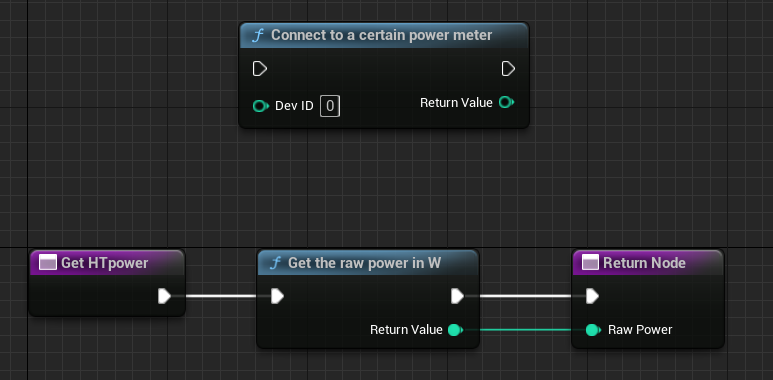 f Connect to a certain power meter
Dev ID 0 Return Value
Get HTpower
f Get the raw power in W
Return Value
Return Node
Raw Power